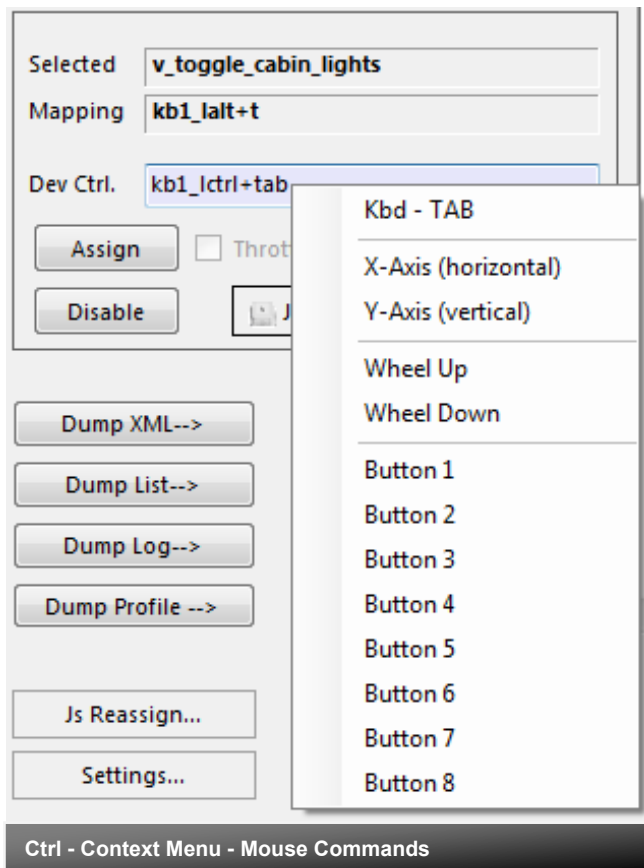 Selected v_toggle_cabin_lights
Mapping kb1_lalt+t
Dev Ctrl. kb1_lctrl+tab
Assign
Throt
Disable
J
Kbd - TAB
X-Axis (horizontal)
Y-Axis (vertical)
Wheel Up
Wheel Down
Button 1
Button 2
Button 3
Button 4
Button 5
Button 6
Button 7
Button 8
Dump XML-->
Dump List-->
Dump Log-->
Dump Profile -->
Js Reassign...
Settings...
Ctrl - Context Menu - Mouse Commands